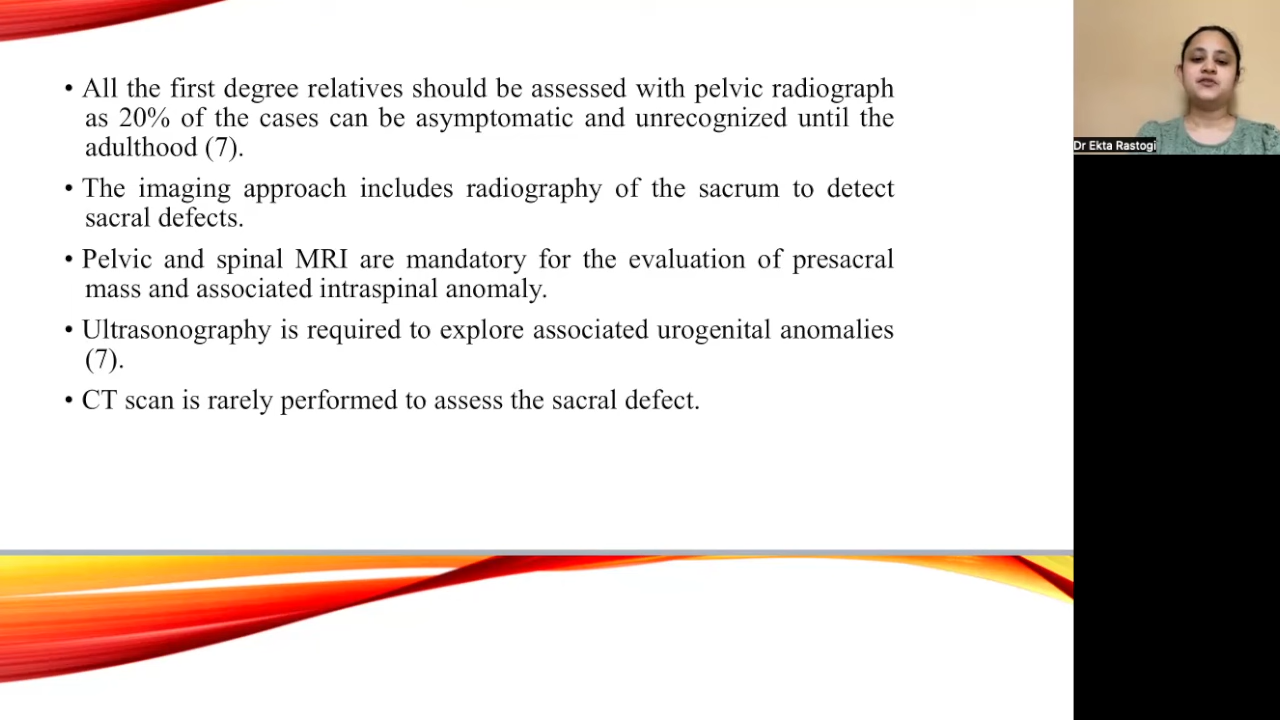 • All the first degree relatives should be assessed with pelvic radiograph
as 20% of the cases can be asymptomatic and unrecognized until the
adulthood (7).
• The imaging approach includes radiography of the sacrum to detect
sacral defects.
• Pelvic and spinal MRI are mandatory for the evaluation of presacral
mass and associated intraspinal anomaly.
• Ultrasonography is required to explore associated urogenital anomalies
(7).
• CT scan is rarely performed to assess the sacral defect.
Dr Ekta Rastogi